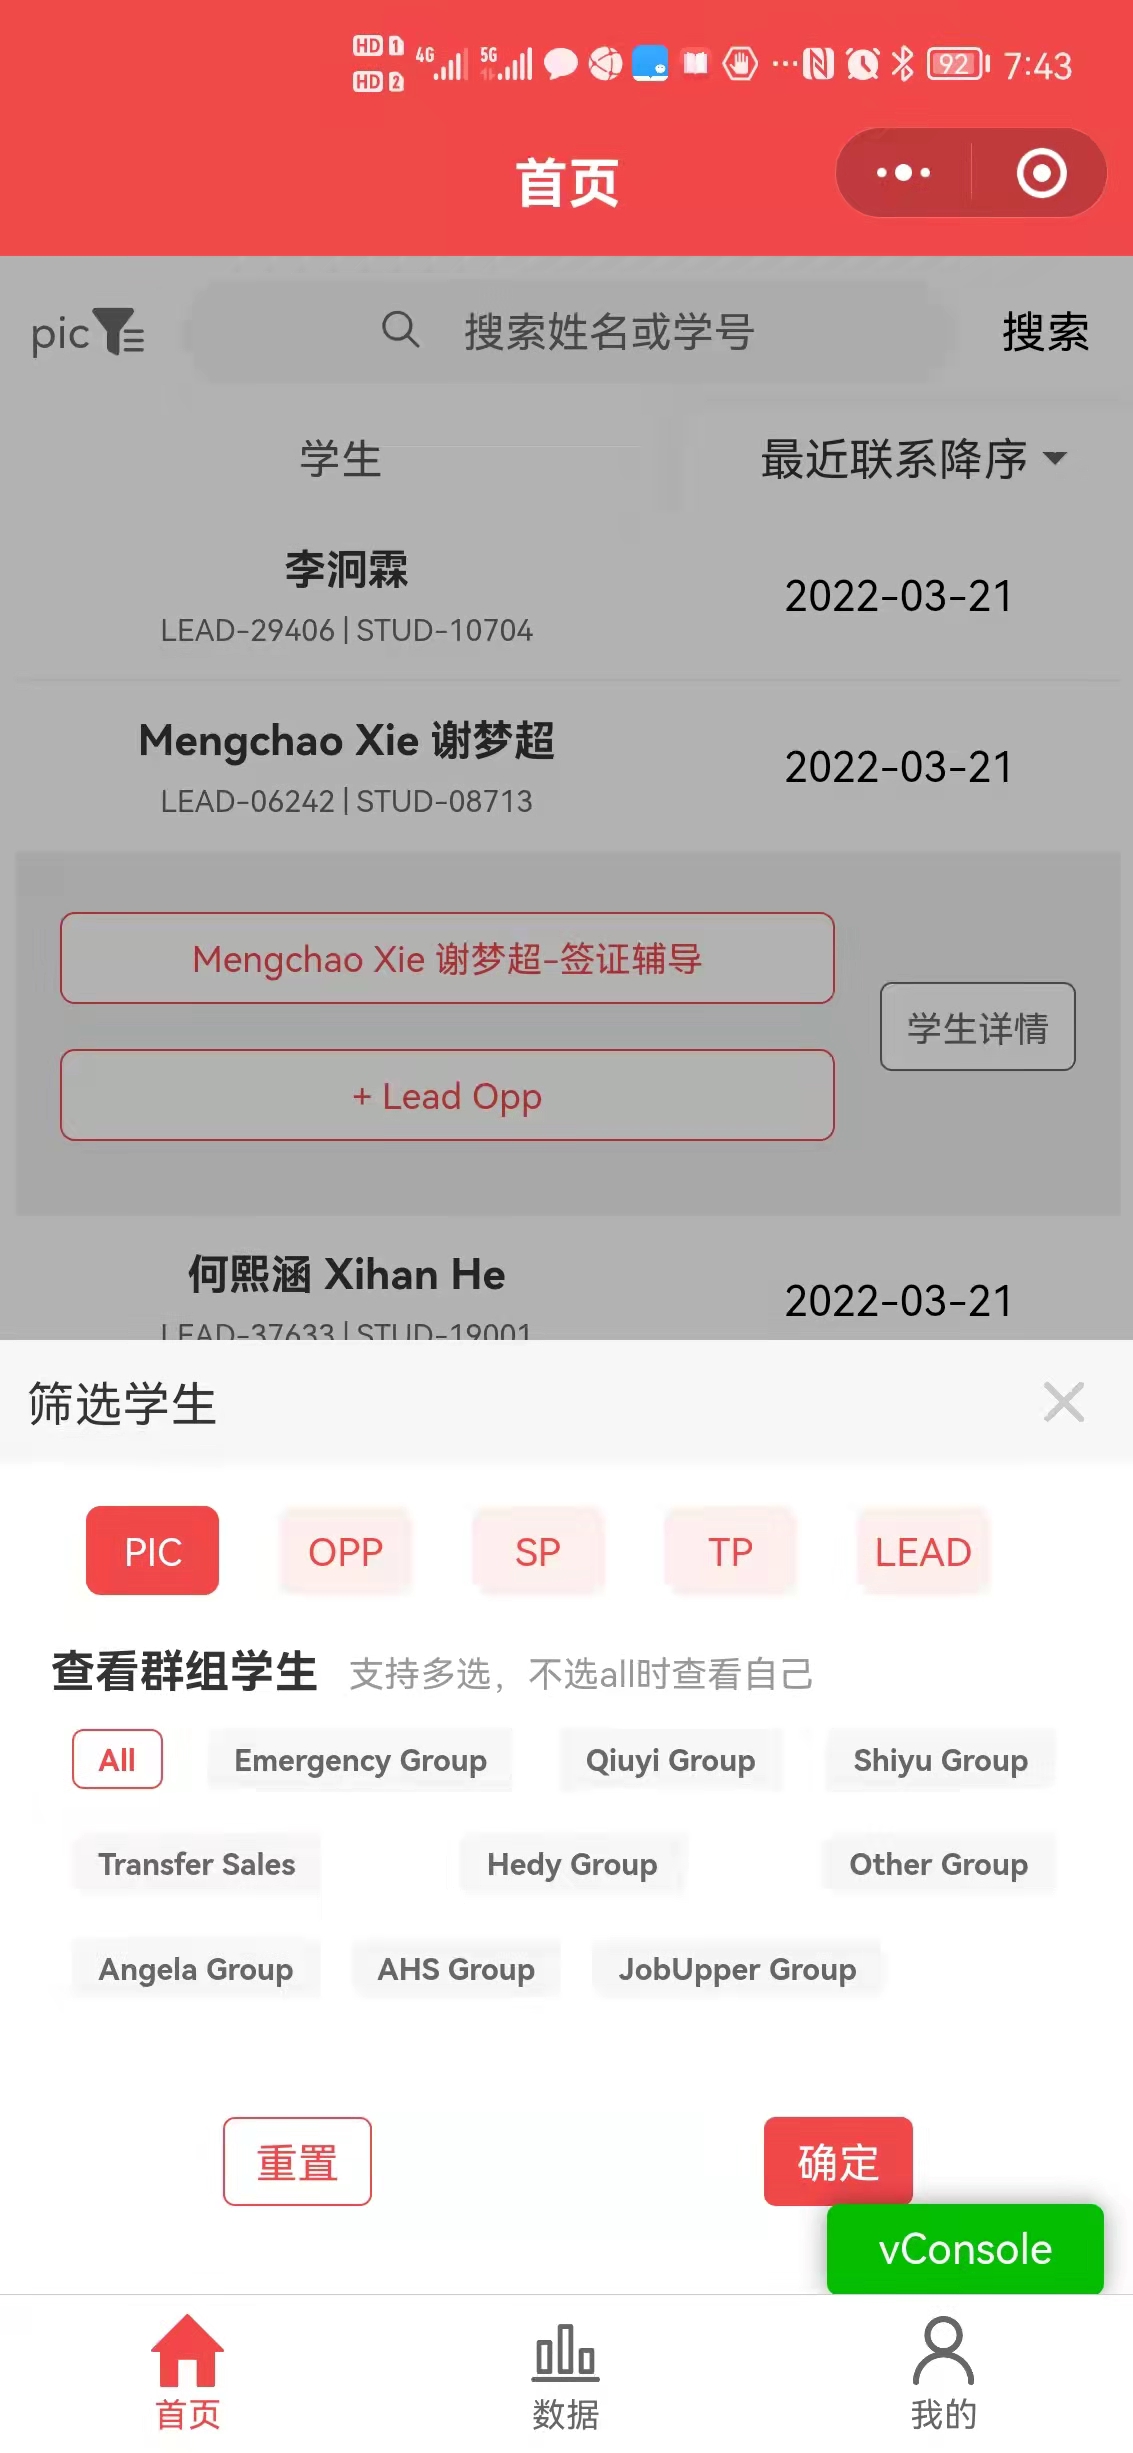 HD 1 4G 5G 92 7:43
HD 2
首页
pic 搜索姓名或学号 搜索
学生 最近联系降序
李泂霖
LEAD-29406 | STUD-10704
2022-03-21
Mengchao Xie 谢梦超
LEAD-06242 | STUD-08713
2022-03-21
Mengchao Xie 谢梦超-签证辅导
+ Lead Opp
学生详情
何熙涵 Xihan He
LEAD-37633 | STUD-19001
2022-03-21
筛选学生
PIC OPP SP TP LEAD
查看群组学生 支持多选，不选all时查看自己
All Emergency Group Qiuyi Group Shiyu Group
Transfer Sales Hedy Group Other Group
Angela Group AHS Group JobUpper Group
重置 确定
vConsole
首页 数据 我的